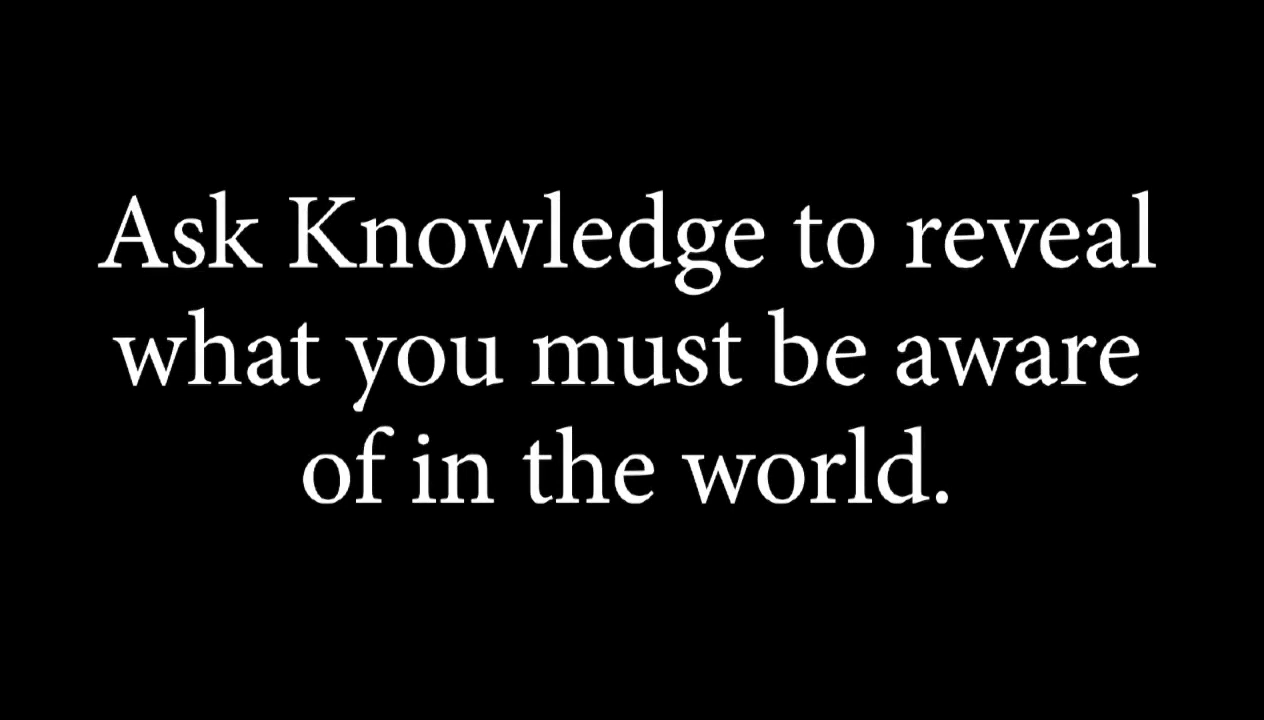 Ask Knowledge to reveal
what you must be aware
of in the world.